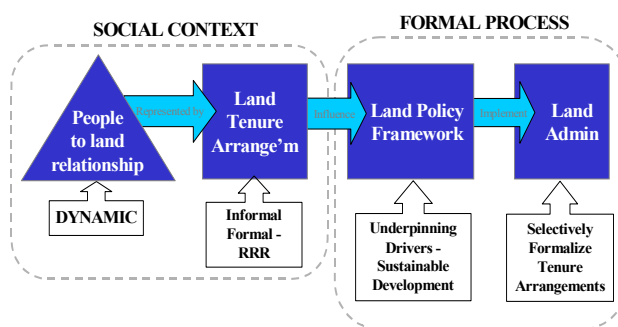 SOCIAL CONTEXT
FORMAL PROCESS
People
to land
relationship
Represented by
Land
Tenure
Arrange'm
Influence
Land Policy
Framework
Implement
Land
Admin
DYNAMIC
Informal
Formal -
RRR
Underpinning
Drivers -
Sustainable
Development
Selectively
Formalize
Tenure
Arrangements